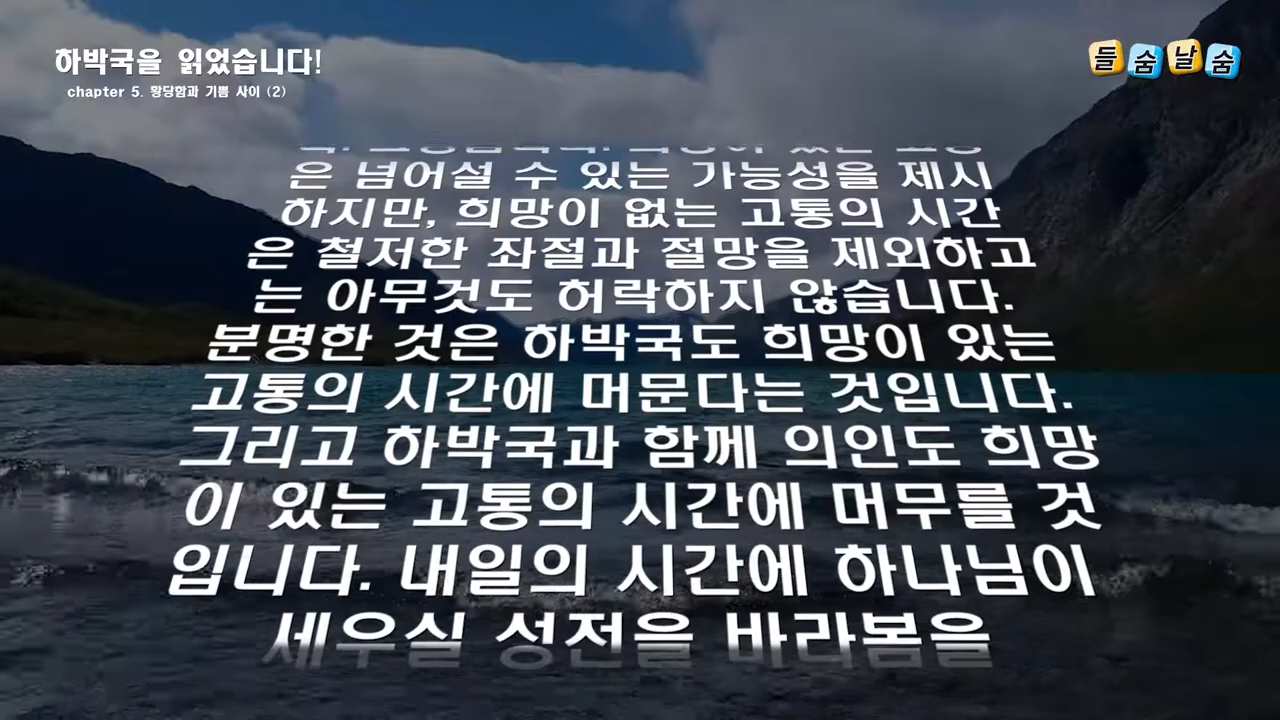 하박국을 읽었습니다!
chapter 5. 황당함과 기쁨 사이 (2)
들숨날숨
은 넘어설 수 있는 가능성을 제시
하지만, 희망이 없는 고통의 시간
은 철저한 좌절과 절망을 제외하고
는 아무것도 허락하지 않습니다.
분명한 것은 하박국도 희망이 있는
고통의 시간에 머문다는 것입니다.
그리고 하박국과 함께 의인도 희망
이 있는 고통의 시간에 머무를 것
입니다. 내일의 시간에 하나님이
세우실 성전을 바라봄을